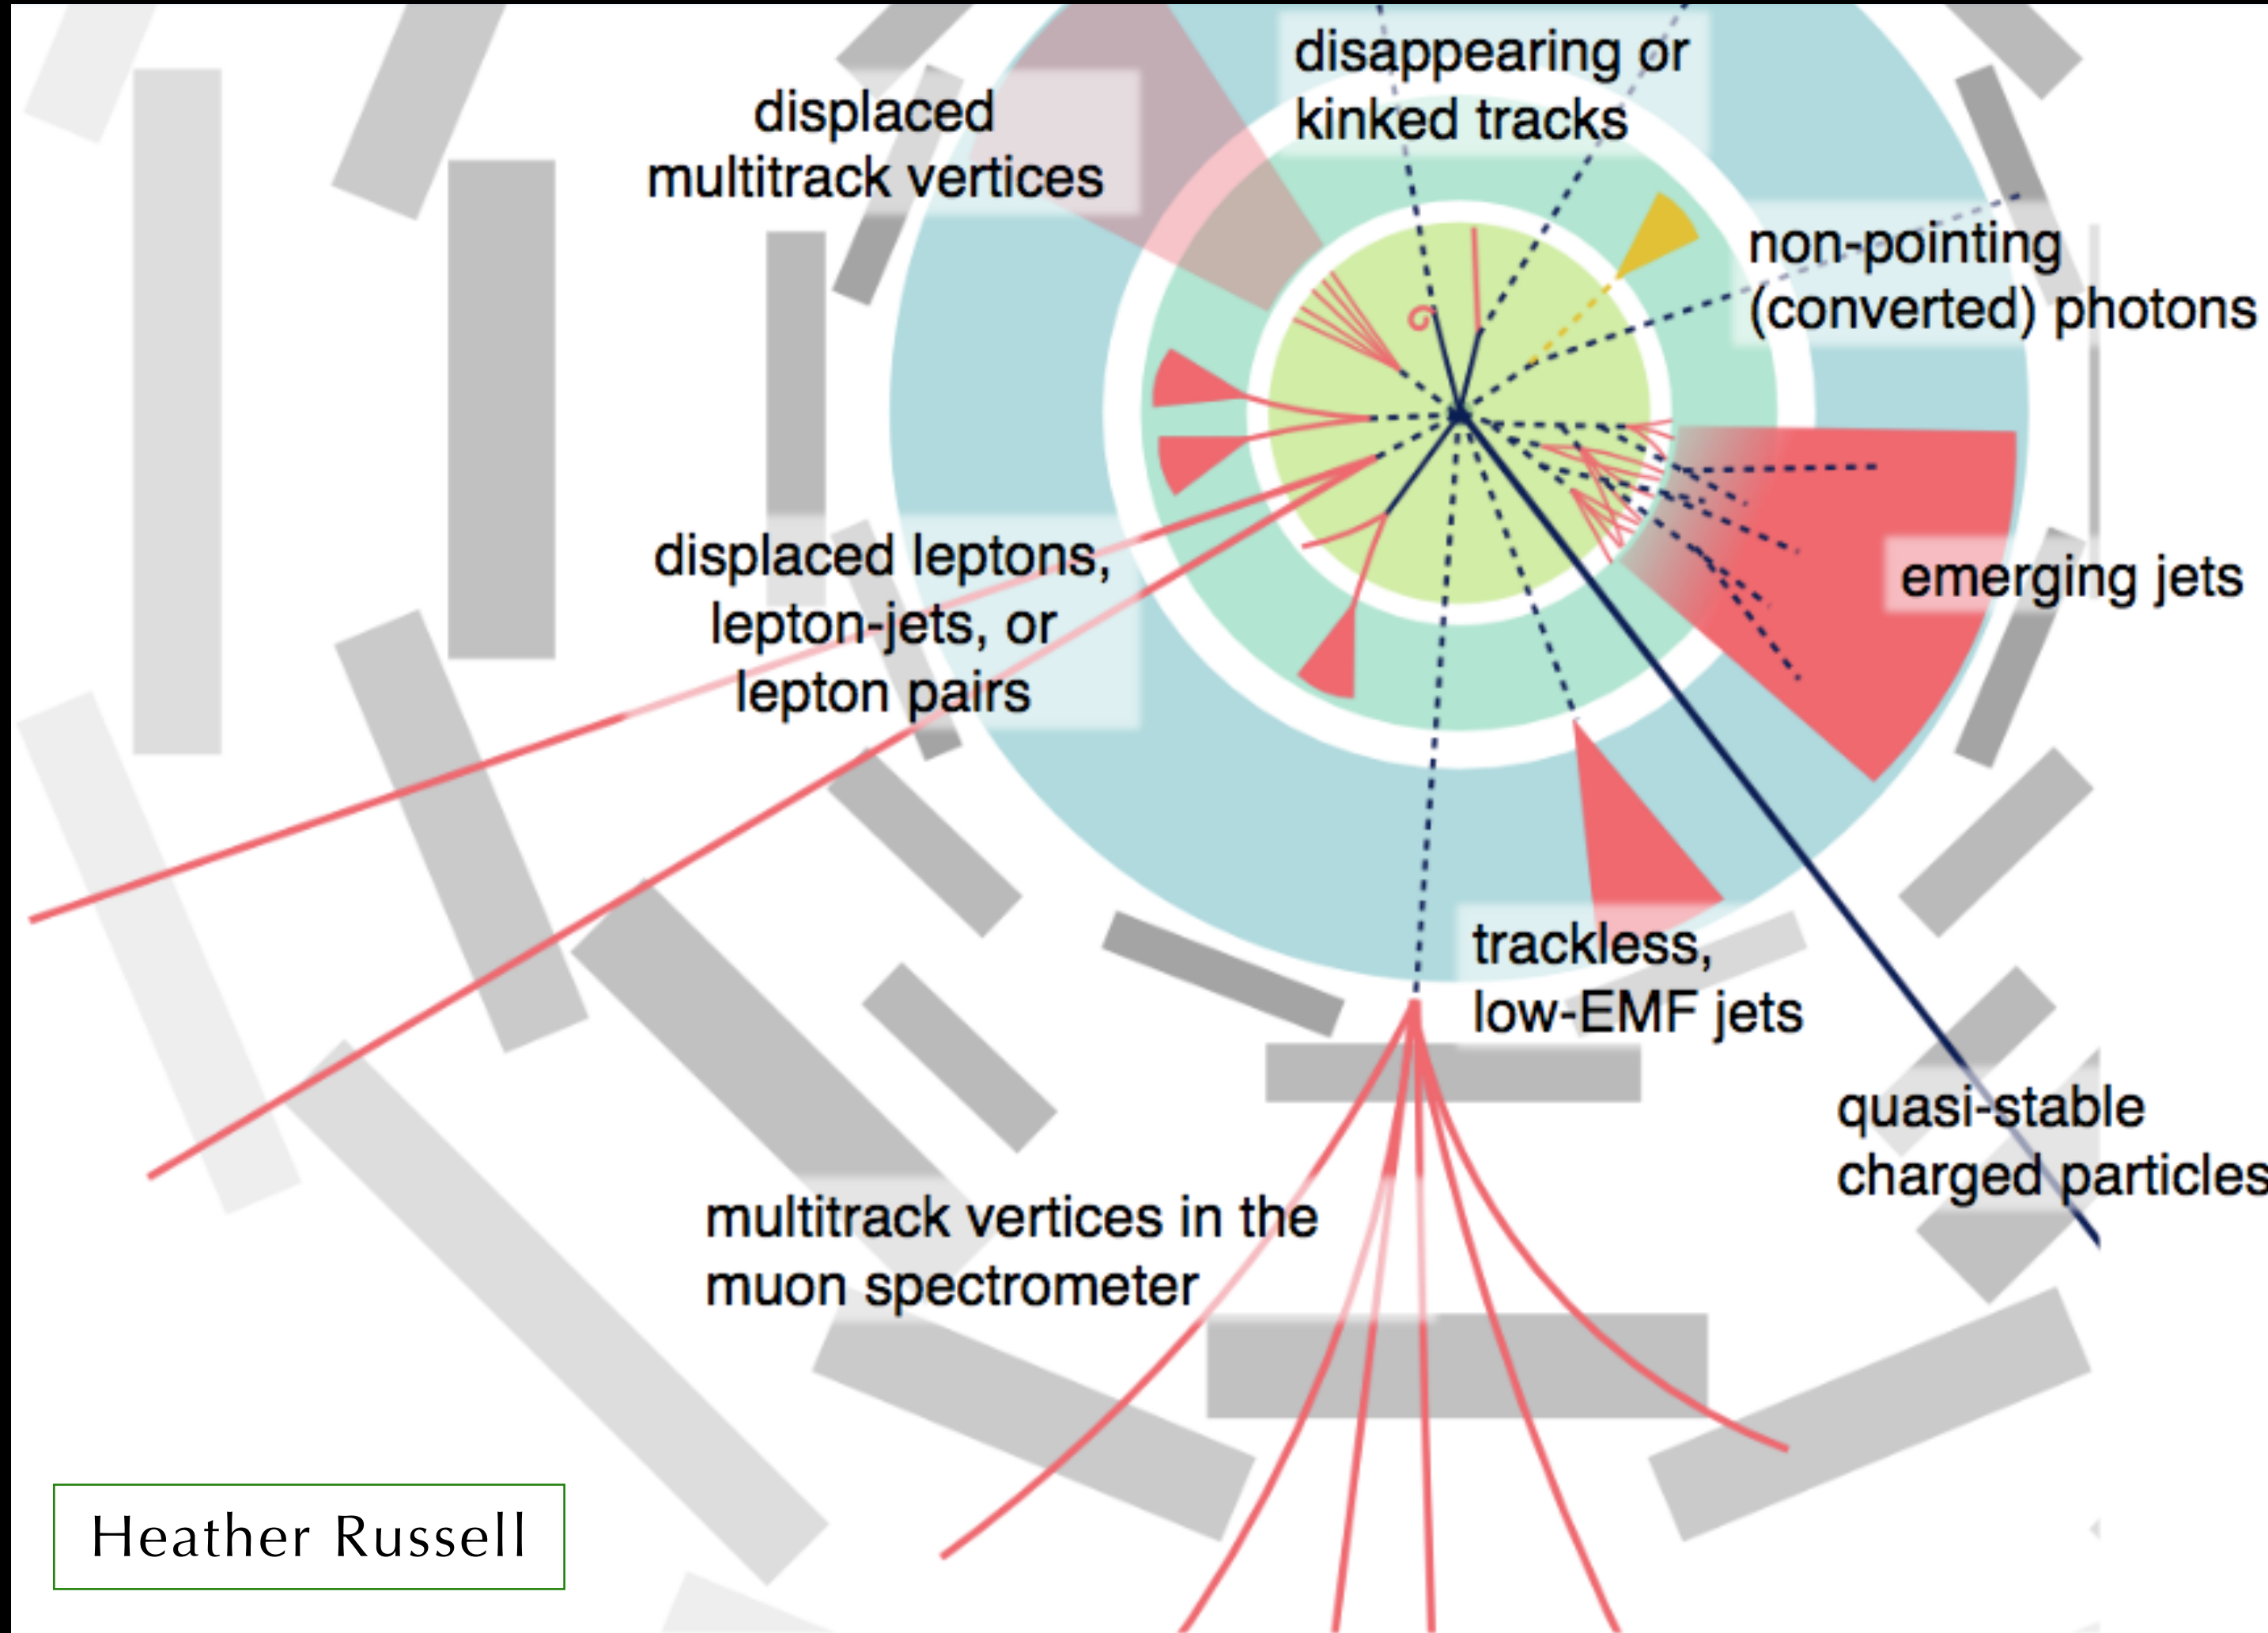 disappearing or
kinked tracks
displaced
multitrack vertices
non-pointing
(converted) photons
displaced leptons,
lepton-jets, or
lepton pairs
emerging jets
trackless,
low-EMF jets
quasi-stable
charged particles
multitrack vertices in the
muon spectrometer
Heather Russell